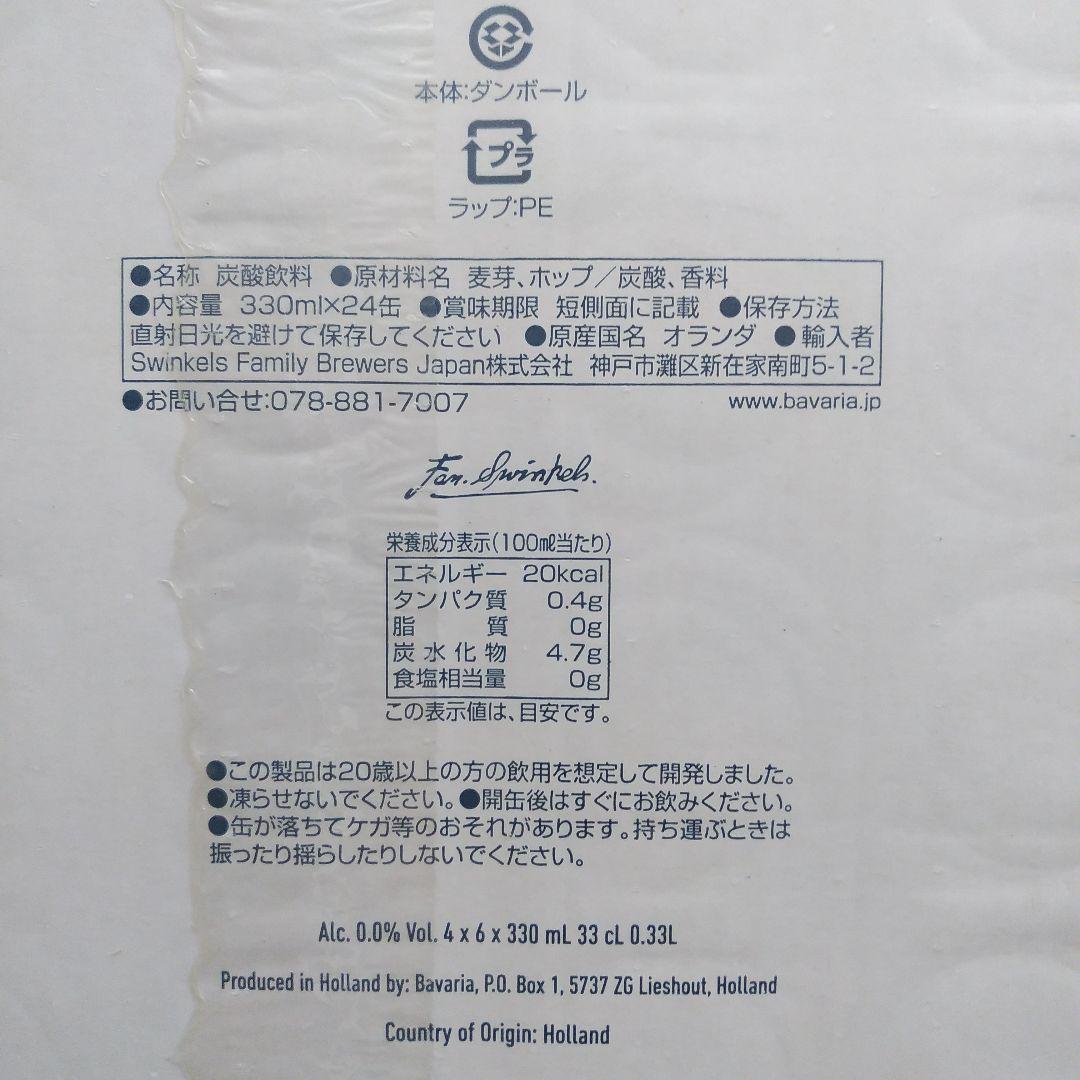 本体:ダンボール
プラ
ラップ:PE
●名称 炭酸飲料 ●原材料名 麦芽、ホップ/炭酸、香料
●内容量 330ml×24缶 ●賞味期限 短側面に記載 ●保存方法
直射日光を避けて保存してください ●原産国名 オランダ ●輸入者
Swinkels Family Brewers Japan株式会社 神戸市灘区新在家南町5-1-2
●お問い合せ:078-881-7007 www.bavaria.jp
Fam. Swinkels.
栄養成分表示(100ml当たり)
エネルギー 20kcal
タンパク質 0.4g
脂質 0g
炭水化物 4.7g
食塩相当量 0g
この表示値は、目安です。
●この製品は20歳以上の方の飲用を想定して開発しました。
●凍らせないでください。●開缶後はすぐにお飲みください。
●缶が落ちてケガ等のおそれがあります。持ち運ぶときは
振ったり揺らしたりしないでください。
Alc. 0.0% Vol. 4 x 6 x 330 mL 33 cL 0.33L
Produced in Holland by: Bavaria, P.O. Box 1, 5737 ZG Lieshout, Holland
Country of Origin: Holland